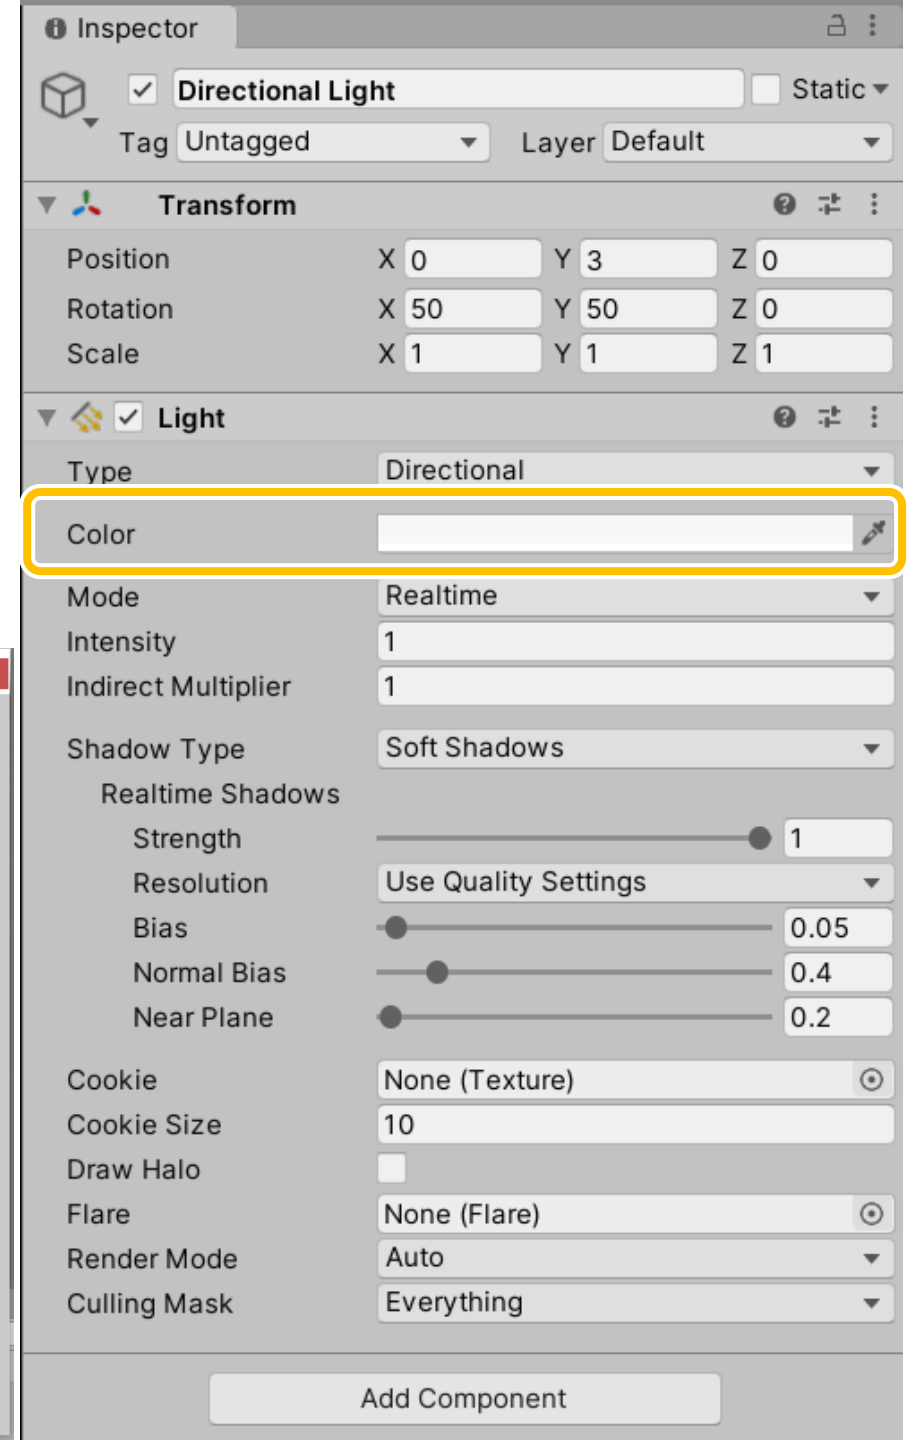 Inspector
Directional Light Static
Tag Untagged Layer Default
Transform
Position X 0 Y 3 Z 0
Rotation X 50 Y 50 Z 0
Scale X 1 Y 1 Z 1
Light
Type Directional
Color
Mode Realtime
Intensity 1
Indirect Multiplier 1
Shadow Type Soft Shadows
Realtime Shadows
Strength 1
Resolution Use Quality Settings
Bias 0.05
Normal Bias 0.4
Near Plane 0.2
Cookie None (Texture)
Cookie Size 10
Draw Halo
Flare None (Flare)
Render Mode Auto
Culling Mask Everything
Add Component